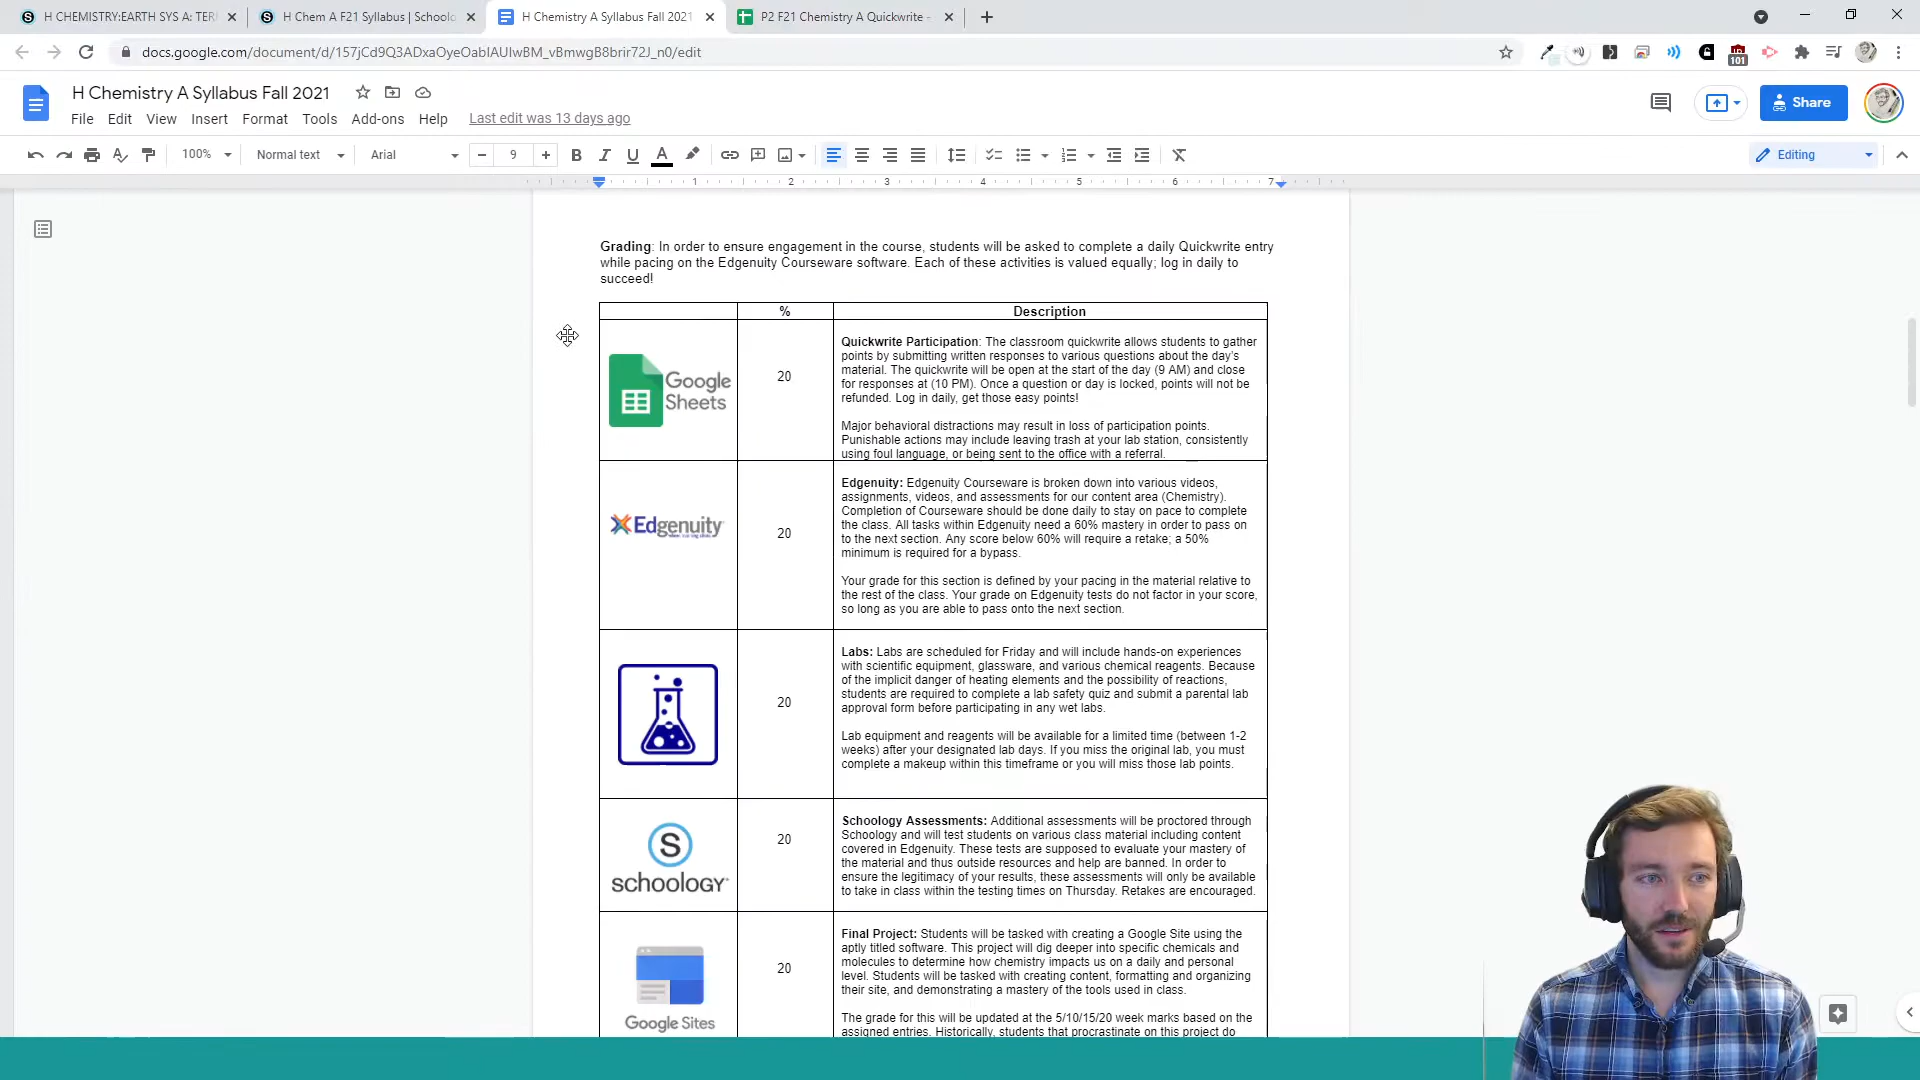 H CHEMISTRY:EARTH SYS A: TER
H Chem A F21 Syllabus | Schoolo
H Chemistry A Syllabus Fall 2021
P2 F21 Chemistry A Quickwrite -
docs.google.com/document/d/157jCd9Q3ADxaOyeOabIAUIwBM_vBmwgB8brir72J_n0/edit
101
H Chemistry A Syllabus Fall 2021
Share
File Edit View Insert Format Tools Add-ons Help Last edit was 13 days ago
100% Normal text Arial 9 B I U A Editing
1 2 3 4 5 6 7
Grading: In order to ensure engagement in the course, students will be asked to complete a daily Quickwrite entry
while pacing on the Edgenuity Courseware software. Each of these activities is valued equally; log in daily to
succeed!
% Description
Google
Sheets
20
Quickwrite Participation: The classroom quickwrite allows students to gather
points by submitting written responses to various questions about the day's
material. The quickwrite will be open at the start of the day (9 AM) and close
for responses at (10 PM). Once a question or day is locked, points will not be
refunded. Log in daily, get those easy points!
Major behavioral distractions may result in loss of participation points.
Punishable actions may include leaving trash at your lab station, consistently
using foul language, or being sent to the office with a referral.
Edgenuity
20
Edgenuity: Edgenuity Courseware is broken down into various videos,
assignments, videos, and assessments for our content area (Chemistry).
Completion of Courseware should be done daily to stay on pace to complete
the class. All tasks within Edgenuity need a 60% mastery in order to pass on
to the next section. Any score below 60% will require a retake; a 50%
minimum is required for a bypass.
Your grade for this section is defined by your pacing in the material relative to
the rest of the class. Your grade on Edgenuity tests do not factor in your score,
so long as you are able to pass onto the next section.
20
Labs: Labs are scheduled for Friday and will include hands-on experiences
with scientific equipment, glassware, and various chemical reagents. Because
of the implicit danger of heating elements and the possibility of reactions,
students are required to complete a lab safety quiz and submit a parental lab
approval form before participating in any wet labs.
Lab equipment and reagents will be available for a limited time (between 1-2
weeks) after your designated lab days. If you miss the original lab, you must
complete a makeup within this timeframe or you will miss those lab points.
S
schoology
20
Schoology Assessments: Additional assessments will be proctored through
Schoology and will test students on various class material including content
covered in Edgenuity. These tests are supposed to evaluate your mastery of
the material and thus outside resources and help are banned. In order to
ensure the legitimacy of your results, these assessments will only be available
to take in class within the testing times on Thursday. Retakes are encouraged.
Google Sites
20
Final Project: Students will be tasked with creating a Google Site using the
aptly titled software. This project will dig deeper into specific chemicals and
molecules to determine how chemistry impacts us on a daily and personal
level. Students will be tasked with creating content, formatting and organizing
their site, and demonstrating a mastery of the tools used in class.
The grade for this will be updated at the 5/10/15/20 week marks based on the
assigned entries. Historically, students that procrastinate on this project do